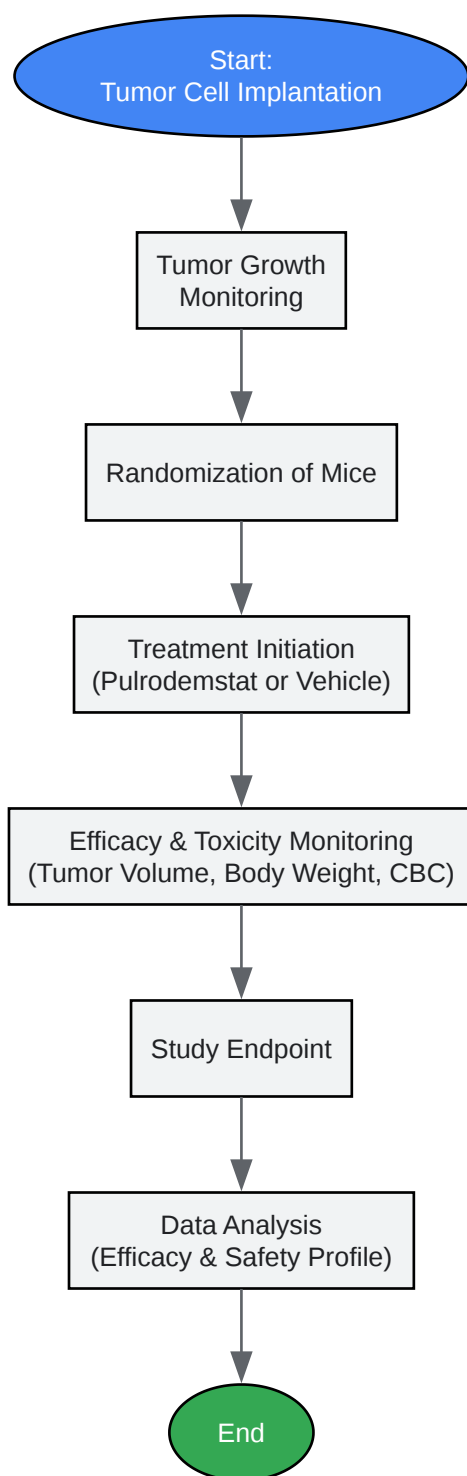 Start:
Tumor Cell Implantation
Tumor Growth
Monitoring
Randomization of Mice
Treatment Initiation
(Pulrodemstat or Vehicle)
Efficacy & Toxicity Monitoring
(Tumor Volume, Body Weight, CBC)
Study Endpoint
Data Analysis
(Efficacy & Safety Profile)
End